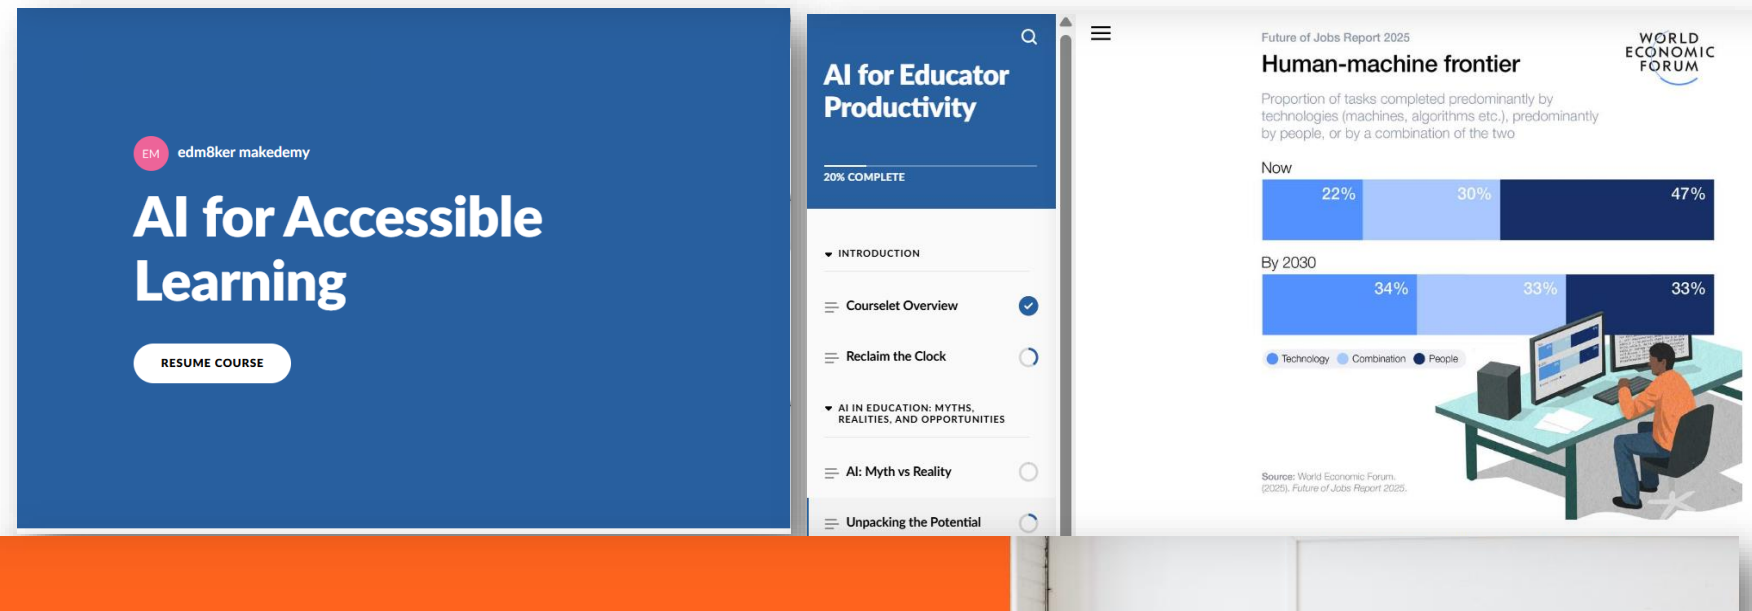 EM
edm8ker makedemy
AI for Accessible
Learning
RESUME COURSE
AI for Educator
Productivity
20% COMPLETE
INTRODUCTION
Courselet Overview
Reclaim the Clock
AI IN EDUCATION: MYTHS,
REALITIES, AND OPPORTUNITIES
AI: Myth vs Reality
Unpacking the Potential
Future of Jobs Report 2025
Human-machine frontier
WORLD
ECONOMIC
FORUM
Proportion of tasks completed predominantly by
technologies (machines, algorithms etc.), predominantly
by people, or by a combination of the two
Now
22% 30% 47%
By 2030
34% 33% 33%
Technology Combination People
Source: World Economic Forum.
(2025). Future of Jobs Report 2025.